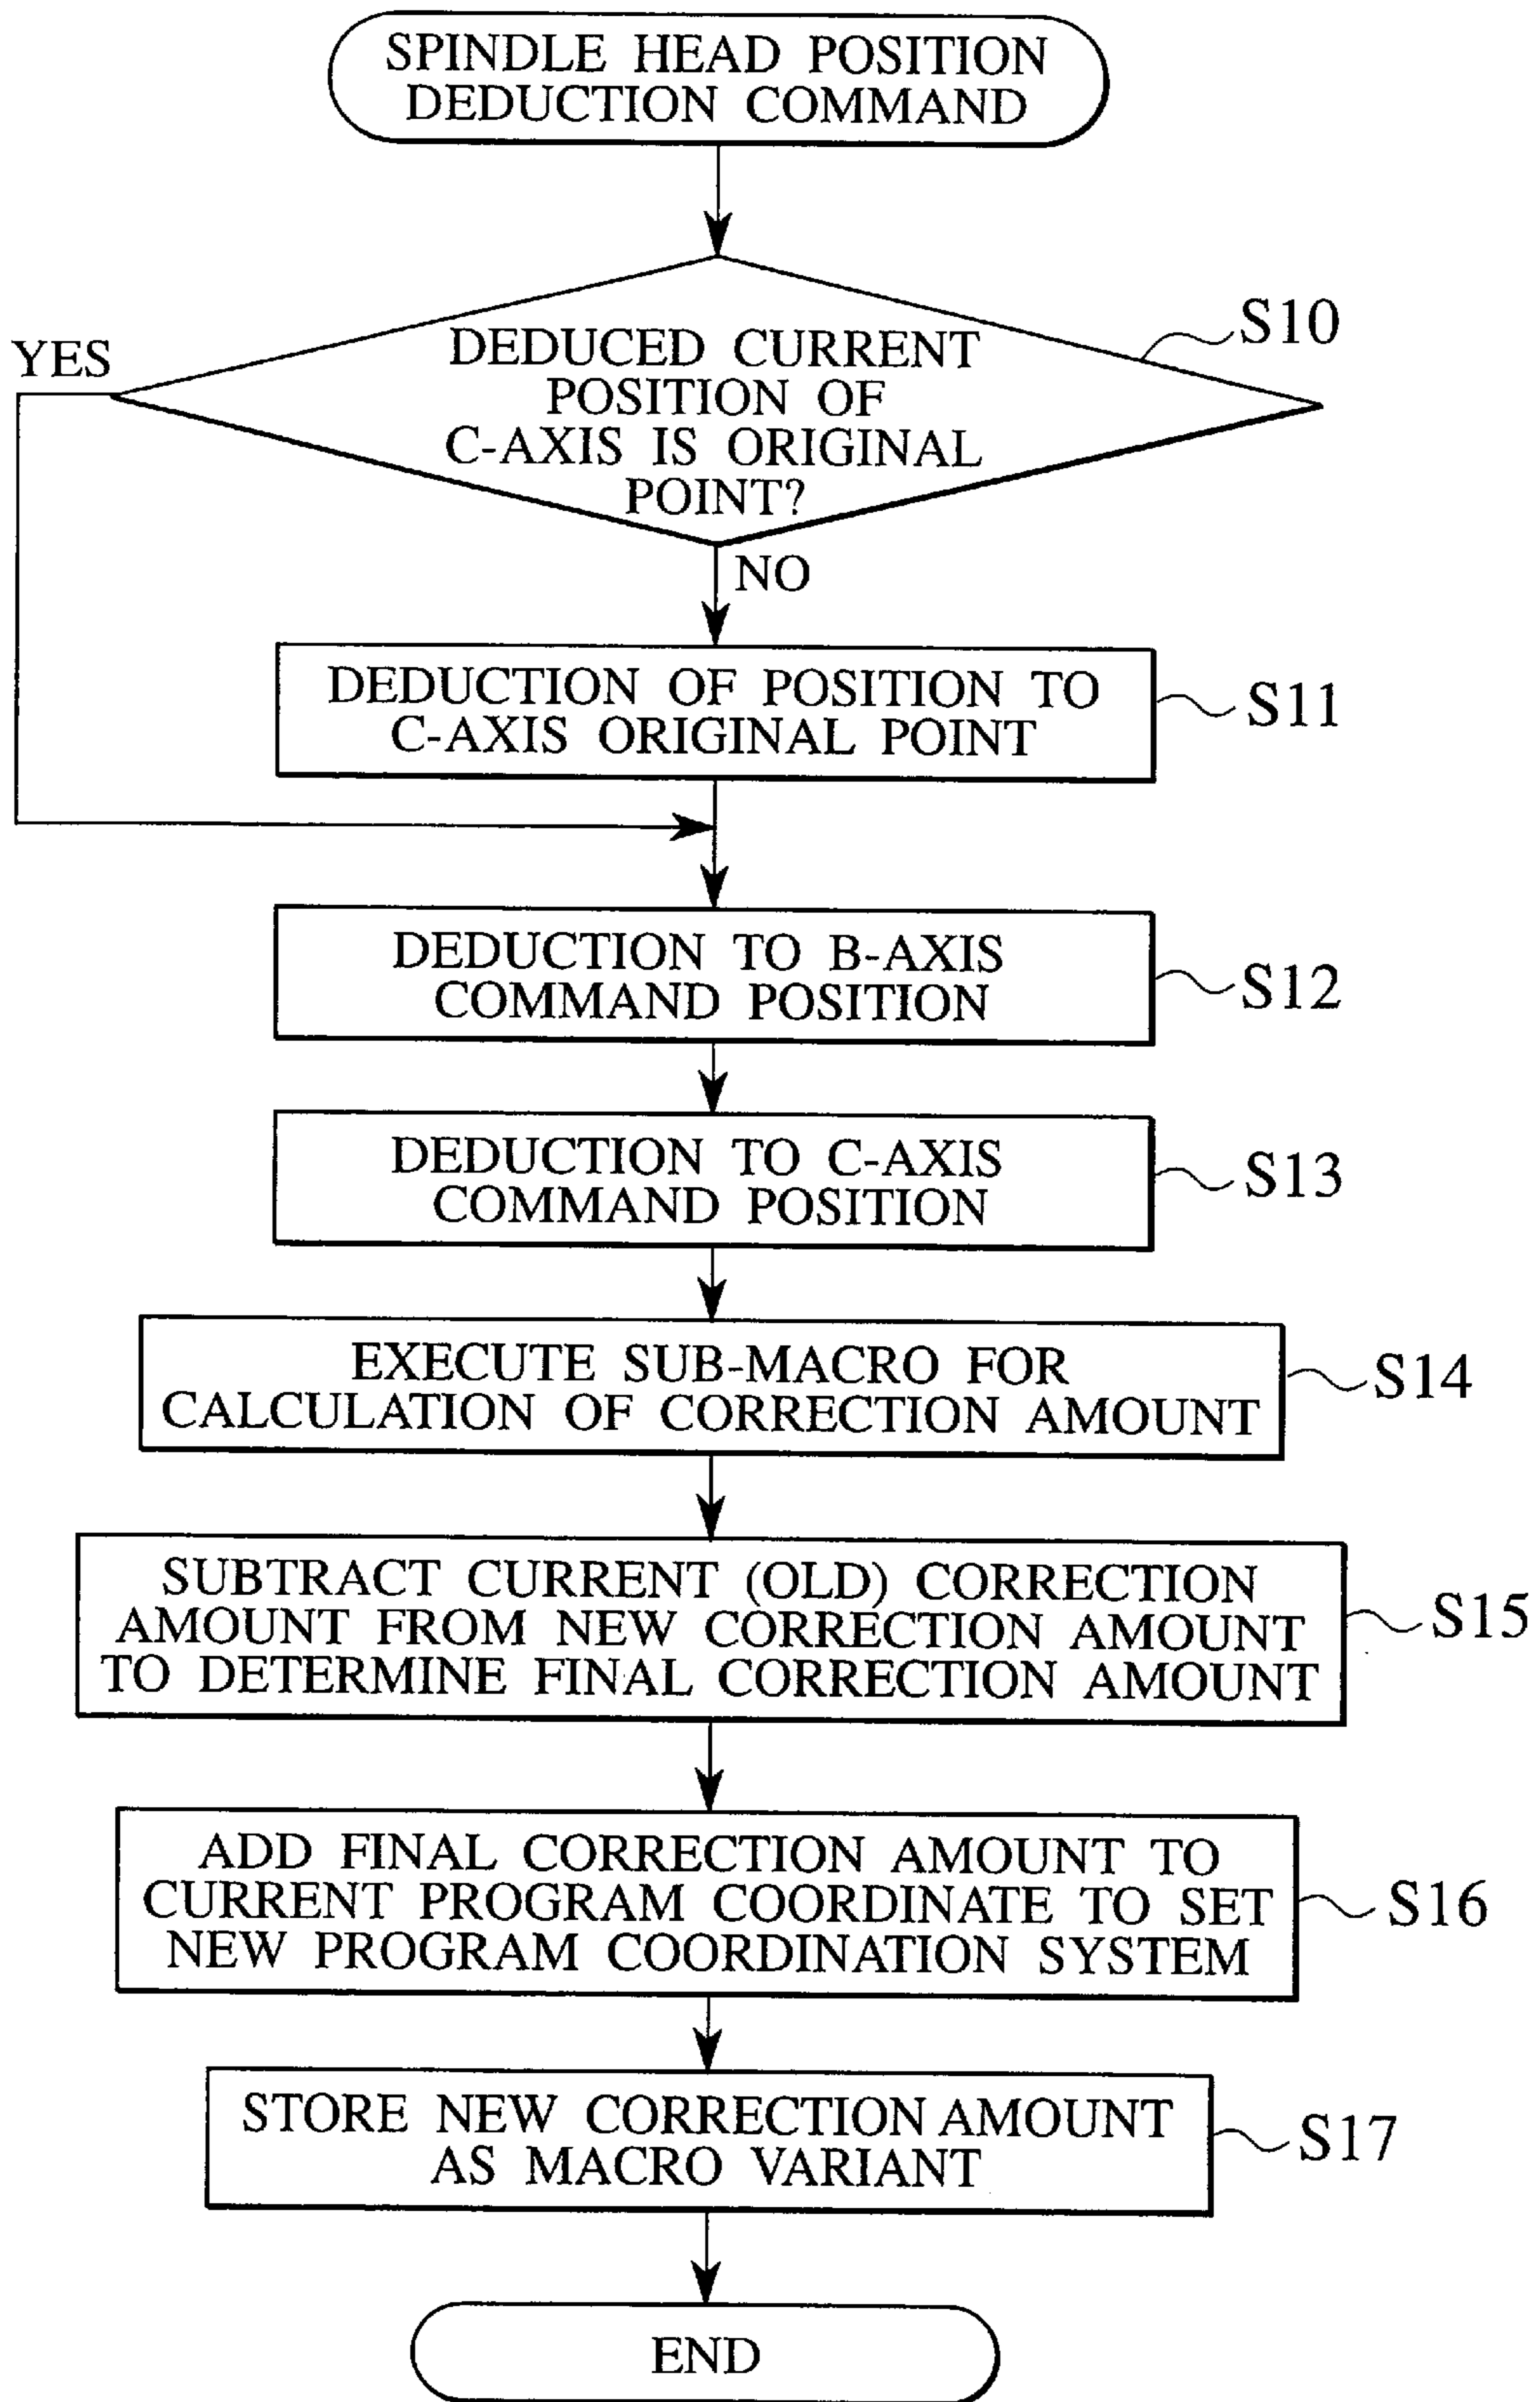 SPINDLE HEAD POSITION
DEDUCTION COMMAND
YES
S10
DEDUCED CURRENT
POSITION OF
C-AXIS IS ORIGINAL
POINT?
NO
DEDUCTION OF POSITION TO
C-AXIS ORIGINAL POINT
S11
DEDUCTION TO B-AXIS
COMMAND POSITION
S12
DEDUCTION TO C-AXIS
COMMAND POSITION
S13
EXECUTE SUB-MACRO FOR
CALCULATION OF CORRECTION AMOUNT
S14
SUBTRACT CURRENT (OLD) CORRECTION
AMOUNT FROM NEW CORRECTION AMOUNT
TO DETERMINE FINAL CORRECTION AMOUNT
S15
ADD FINAL CORRECTION AMOUNT TO
CURRENT PROGRAM COORDINATE TO SET
NEW PROGRAM COORDINATION SYSTEM
S16
STORE NEW CORRECTION AMOUNT
AS MACRO VARIANT
S17
END